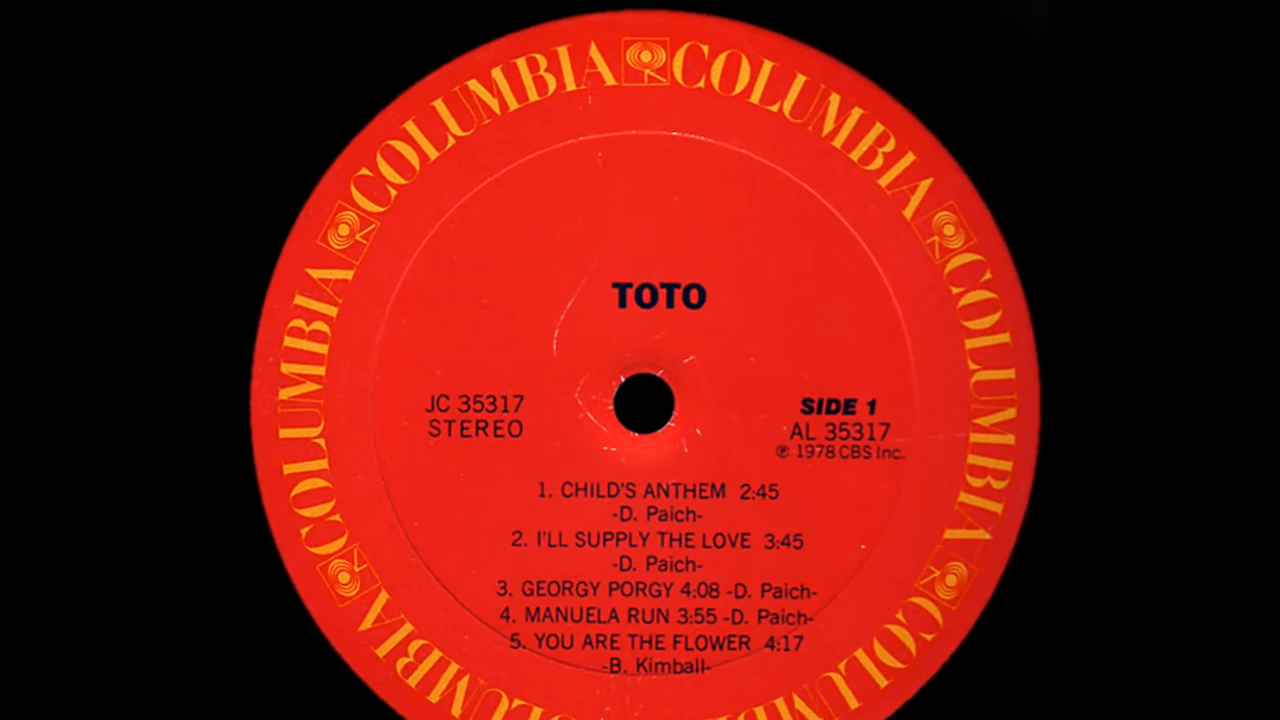 COLUMBIA COLUMBIA COLUMBIA COLUMBIA COLUMBIA COLUMBIA
TOTO
JC 35317
STEREO
SIDE 1
AL 35317
℗ 1978 CBS Inc.
1. CHILD'S ANTHEM 2:45
-D. Paich-
2. I'LL SUPPLY THE LOVE 3:45
-D. Paich-
3. GEORGY PORGY 4:08 -D. Paich-
4. MANUELA RUN 3:55 -D. Paich-
5. YOU ARE THE FLOWER 4:17
-B. Kimball-